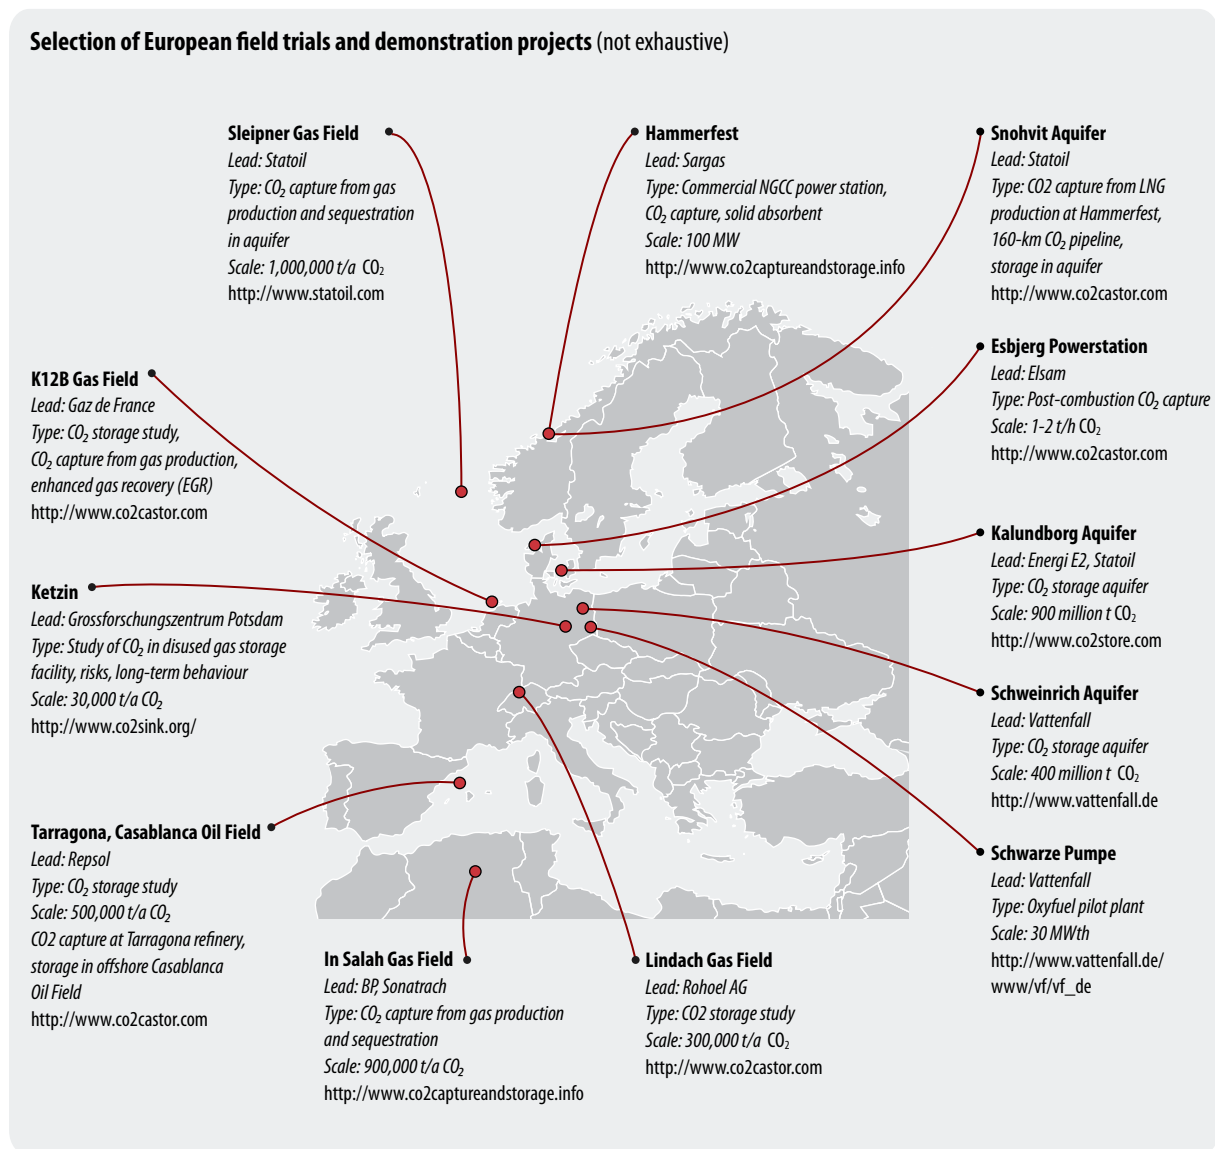 Selection of European field trials and demonstration projects (not exhaustive)
Sleipner Gas Field
Lead: Statoil
Type: CO₂ capture from gas
production and sequestration
in aquifer
Scale: 1,000,000 t/a CO₂
http://www.statoil.com
Hammerfest
Lead: Sargas
Type: Commercial NGCC power station,
CO₂ capture, solid absorbent
Scale: 100 MW
http://www.co2captureandstorage.info
Snohvit Aquifer
Lead: Statoil
Type: CO2 capture from LNG
production at Hammerfest,
160-km CO₂ pipeline,
storage in aquifer
http://www.co2castor.com
Esbjerg Powerstation
Lead: Elsam
Type: Post-combustion CO₂ capture
Scale: 1-2 t/h CO₂
http://www.co2castor.com
K12B Gas Field
Lead: Gaz de France
Type: CO₂ storage study,
CO₂ capture from gas production,
enhanced gas recovery (EGR)
http://www.co2castor.com
Kalundborg Aquifer
Lead: Energi E2, Statoil
Type: CO₂ storage aquifer
Scale: 900 million t CO₂
http://www.co2store.com
Ketzin
Lead: Grossforschungszentrum Potsdam
Type: Study of CO₂ in disused gas storage
facility, risks, long-term behaviour
Scale: 30,000 t/a CO₂
http://www.co2sink.org/
Schweinrich Aquifer
Lead: Vattenfall
Type: CO₂ storage aquifer
Scale: 400 million t CO₂
http://www.vattenfall.de
Tarragona, Casablanca Oil Field
Lead: Repsol
Type: CO₂ storage study
Scale: 500,000 t/a CO₂
CO2 capture at Tarragona refinery,
storage in offshore Casablanca
Oil Field
http://www.co2castor.com
Schwarze Pumpe
Lead: Vattenfall
Type: Oxyfuel pilot plant
Scale: 30 MWth
http://www.vattenfall.de/
www/vf/vf_de
In Salah Gas Field
Lead: BP, Sonatrach
Type: CO₂ capture from gas production
and sequestration
Scale: 900,000 t/a CO₂
http://www.co2captureandstorage.info
Lindach Gas Field
Lead: Rohoel AG
Type: CO2 storage study
Scale: 300,000 t/a CO₂
http://www.co2castor.com